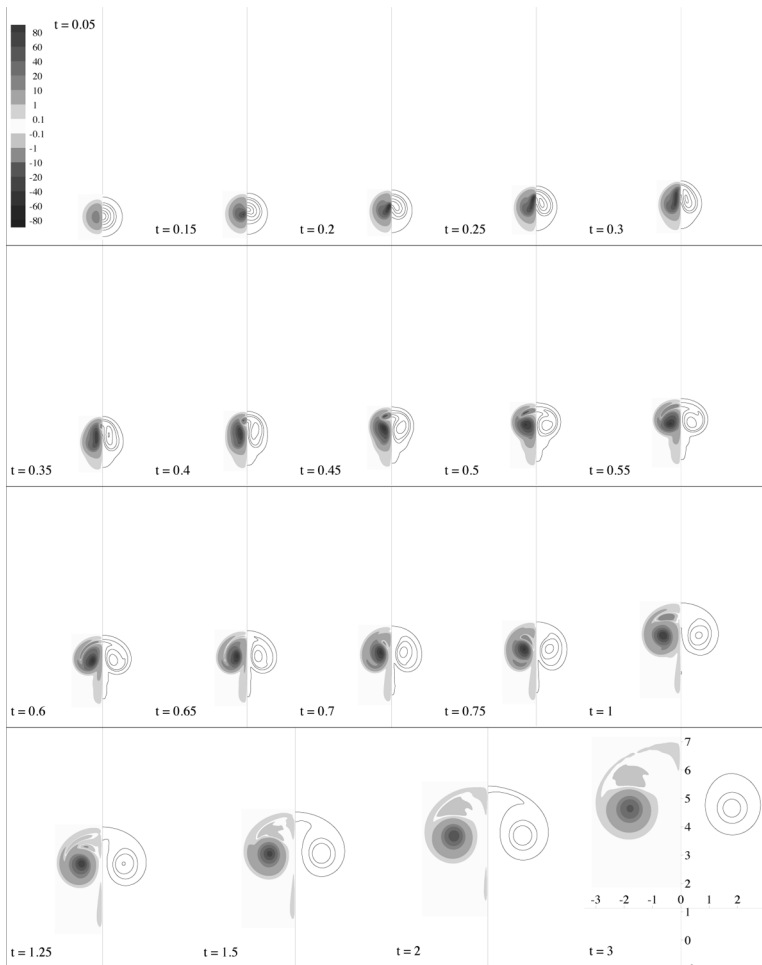 t = 0.05
80
60
40
20
10
1
0.1
-0.1
-1
-10
-20
-40
-60
-80
t = 0.15
t = 0.2
t = 0.25
t = 0.3
t = 0.35
t = 0.4
t = 0.45
t = 0.5
t = 0.55
t = 0.6
t = 0.65
t = 0.7
t = 0.75
t = 1
7
6
5
4
3
2
-3 -2 -1 0 1 2
1
0
t = 1.25
t = 1.5
t = 2
t = 3